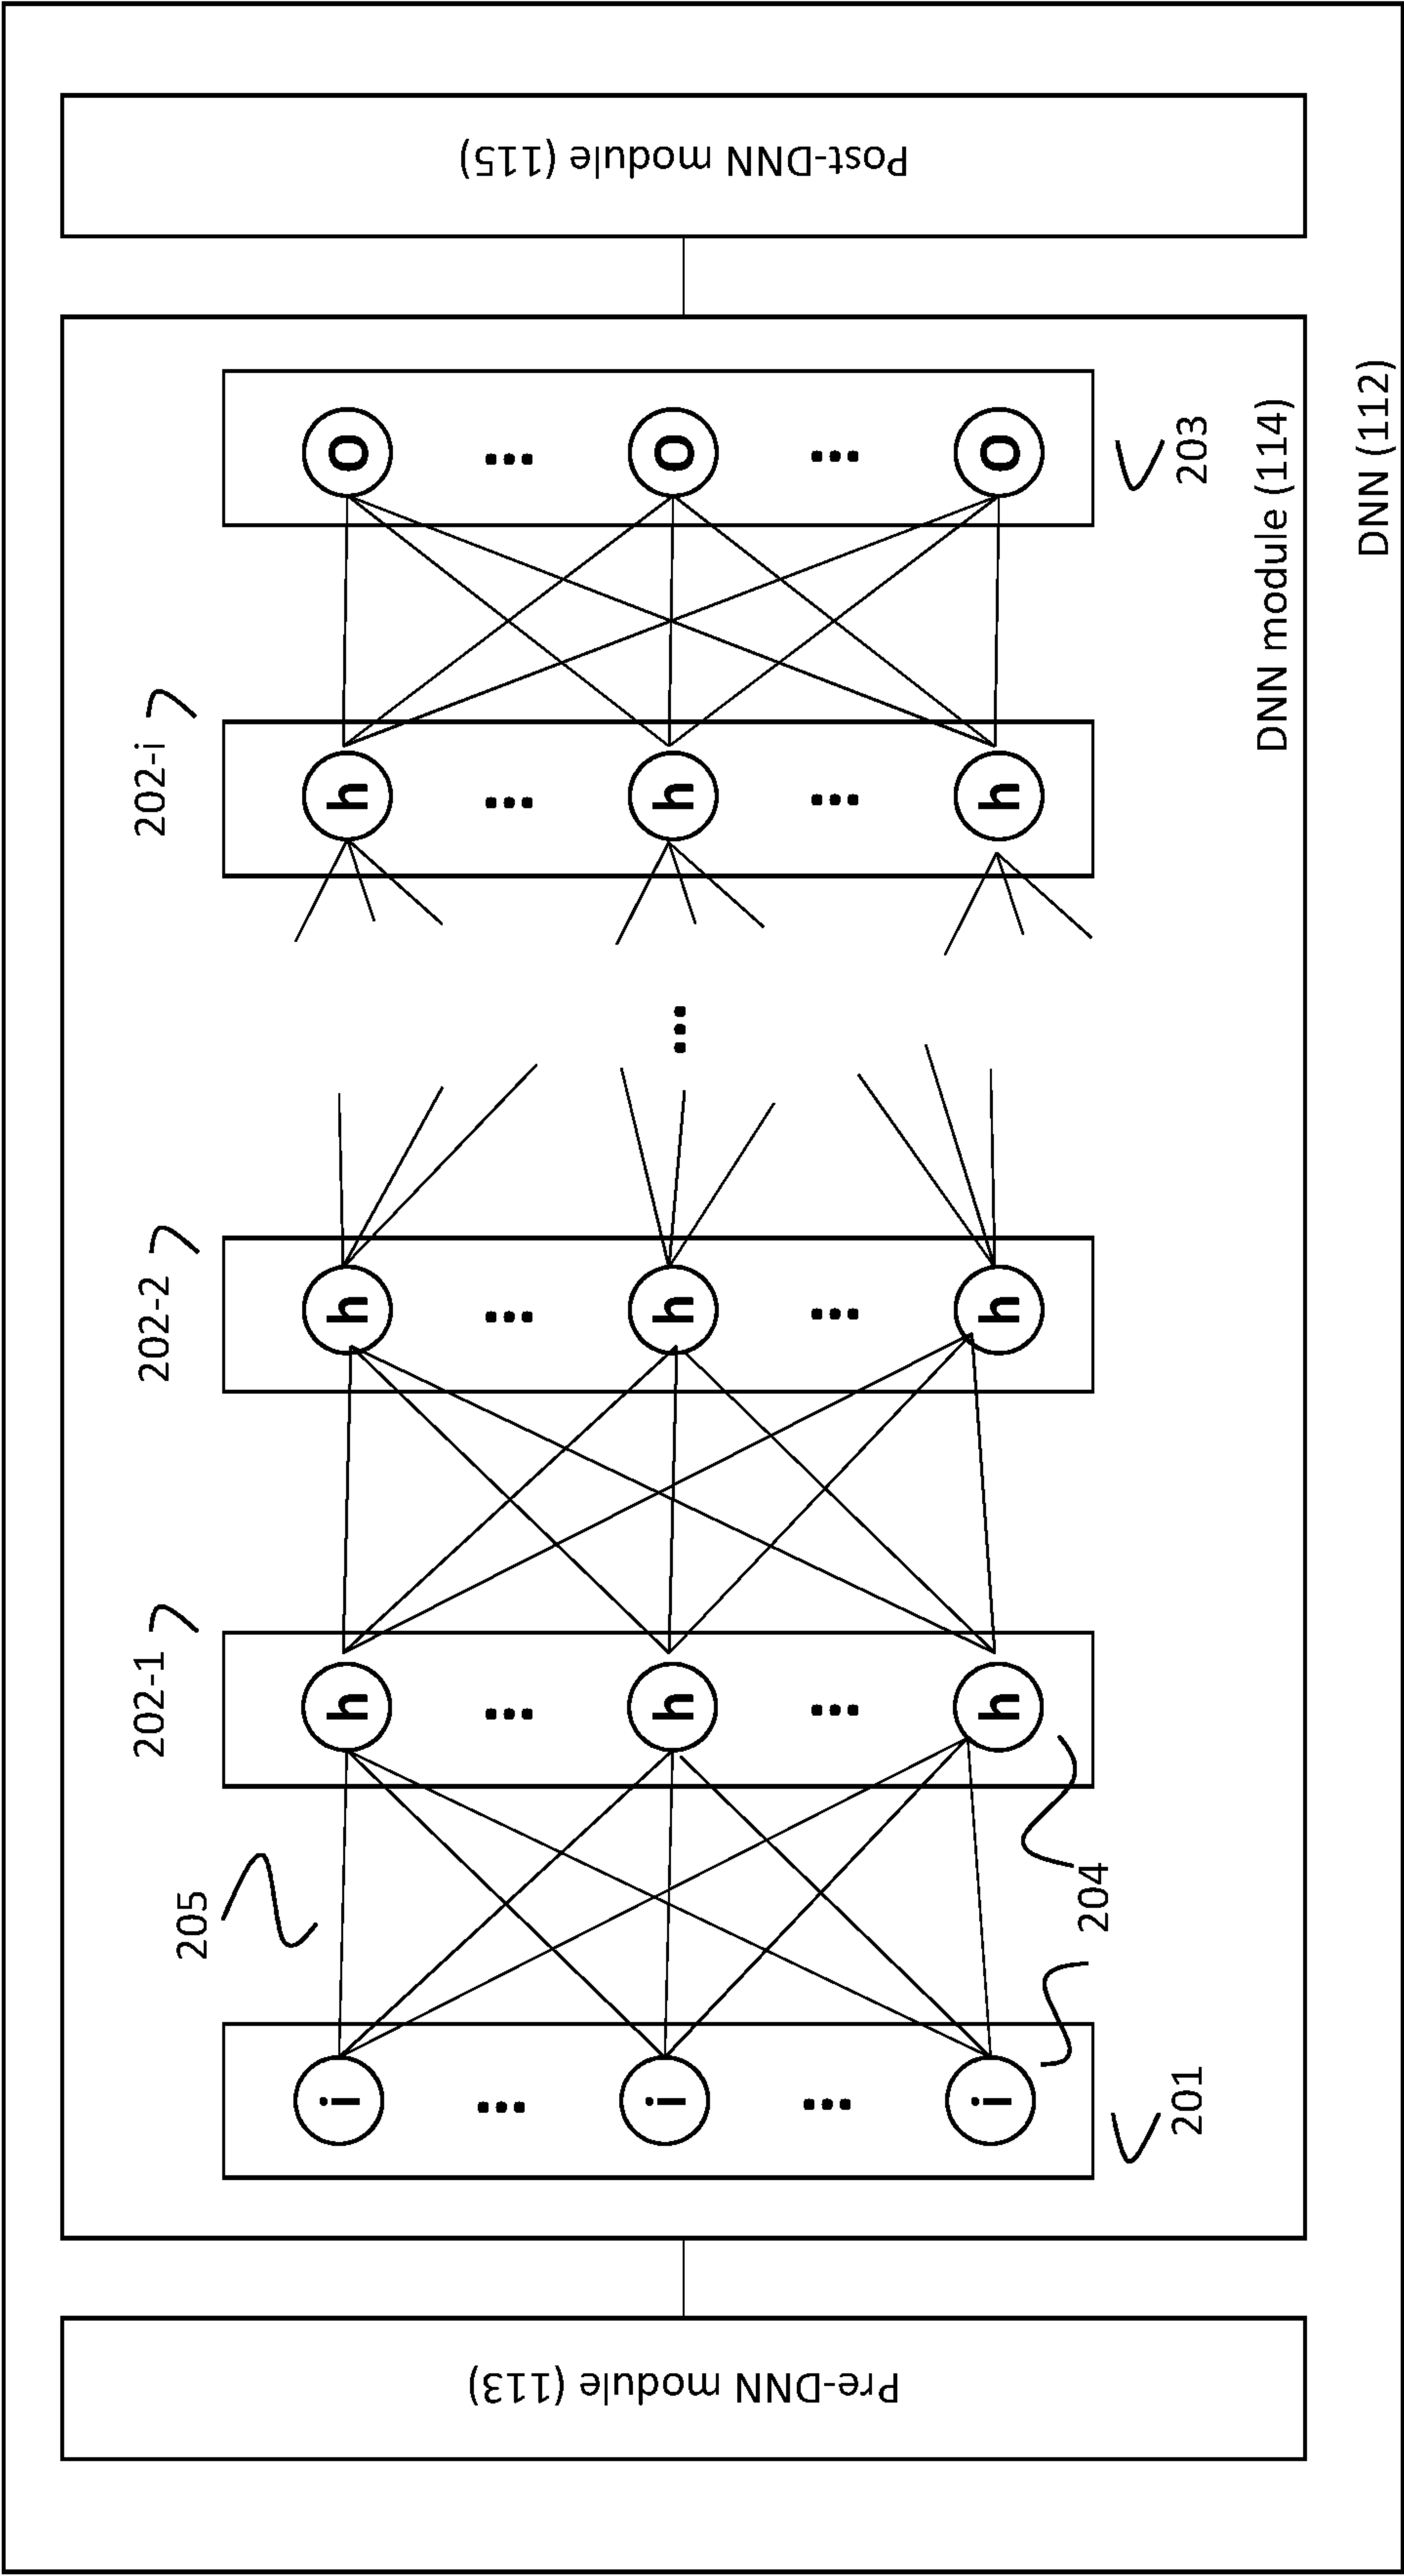 Pre-DNN module (113)
201
i
...
i
...
i
205
204
202-1
h
...
h
...
h
202-2
h
...
h
...
h
...
202-i
h
...
h
...
h
203
O
...
O
...
O
DNN module (114)
Post-DNN module (115)
DNN (112)